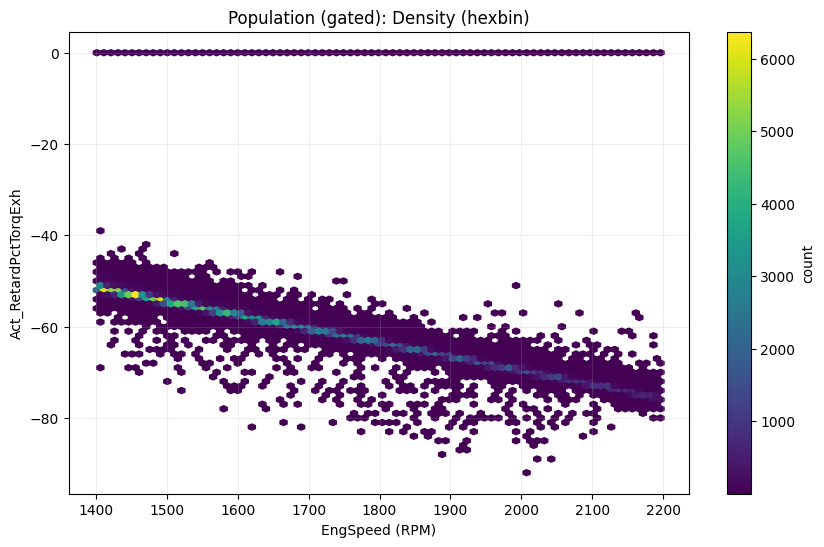 Population (gated): Density (hexbin)
0
−20
−40
−60
−80
Act_RetardPctTorqExh
1400 1500 1600 1700 1800 1900 2000 2100 2200
EngSpeed (RPM)
6000
5000
4000
3000
2000
1000
count